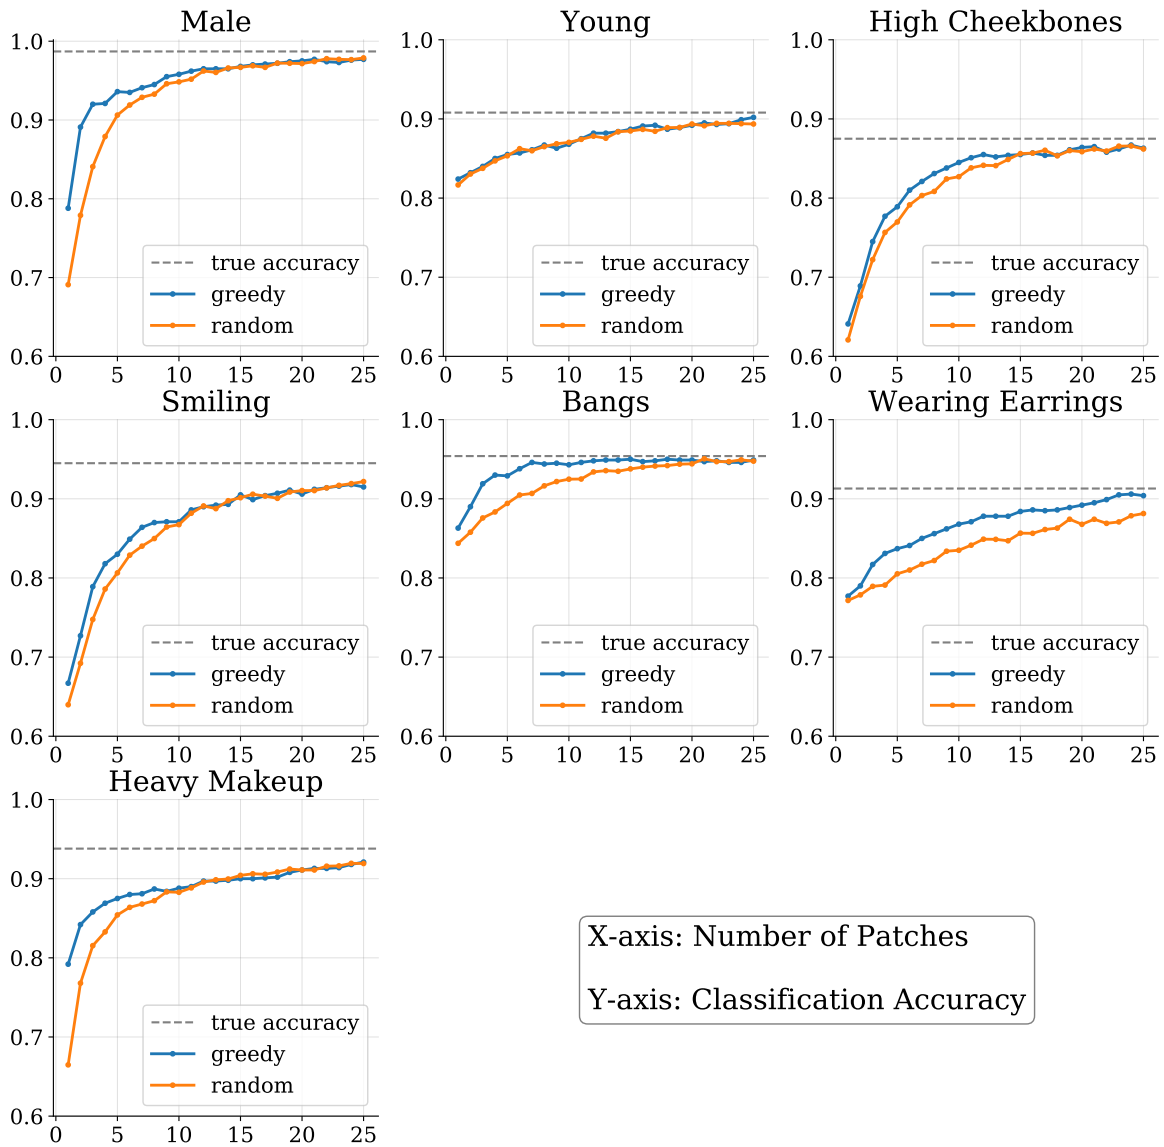 Male
1.0
0.9
0.8
0.7
0.6
0 5 10 15 20 25
true accuracy
greedy
random
Young
1.0
0.9
0.8
0.7
0.6
0 5 10 15 20 25
true accuracy
greedy
random
High Cheekbones
1.0
0.9
0.8
0.7
0.6
0 5 10 15 20 25
true accuracy
greedy
random
Smiling
1.0
0.9
0.8
0.7
0.6
0 5 10 15 20 25
true accuracy
greedy
random
Bangs
1.0
0.9
0.8
0.7
0.6
0 5 10 15 20 25
true accuracy
greedy
random
Wearing Earrings
1.0
0.9
0.8
0.7
0.6
0 5 10 15 20 25
true accuracy
greedy
random
Heavy Makeup
1.0
0.9
0.8
0.7
0.6
0 5 10 15 20 25
true accuracy
greedy
random
X-axis: Number of Patches
Y-axis: Classification Accuracy